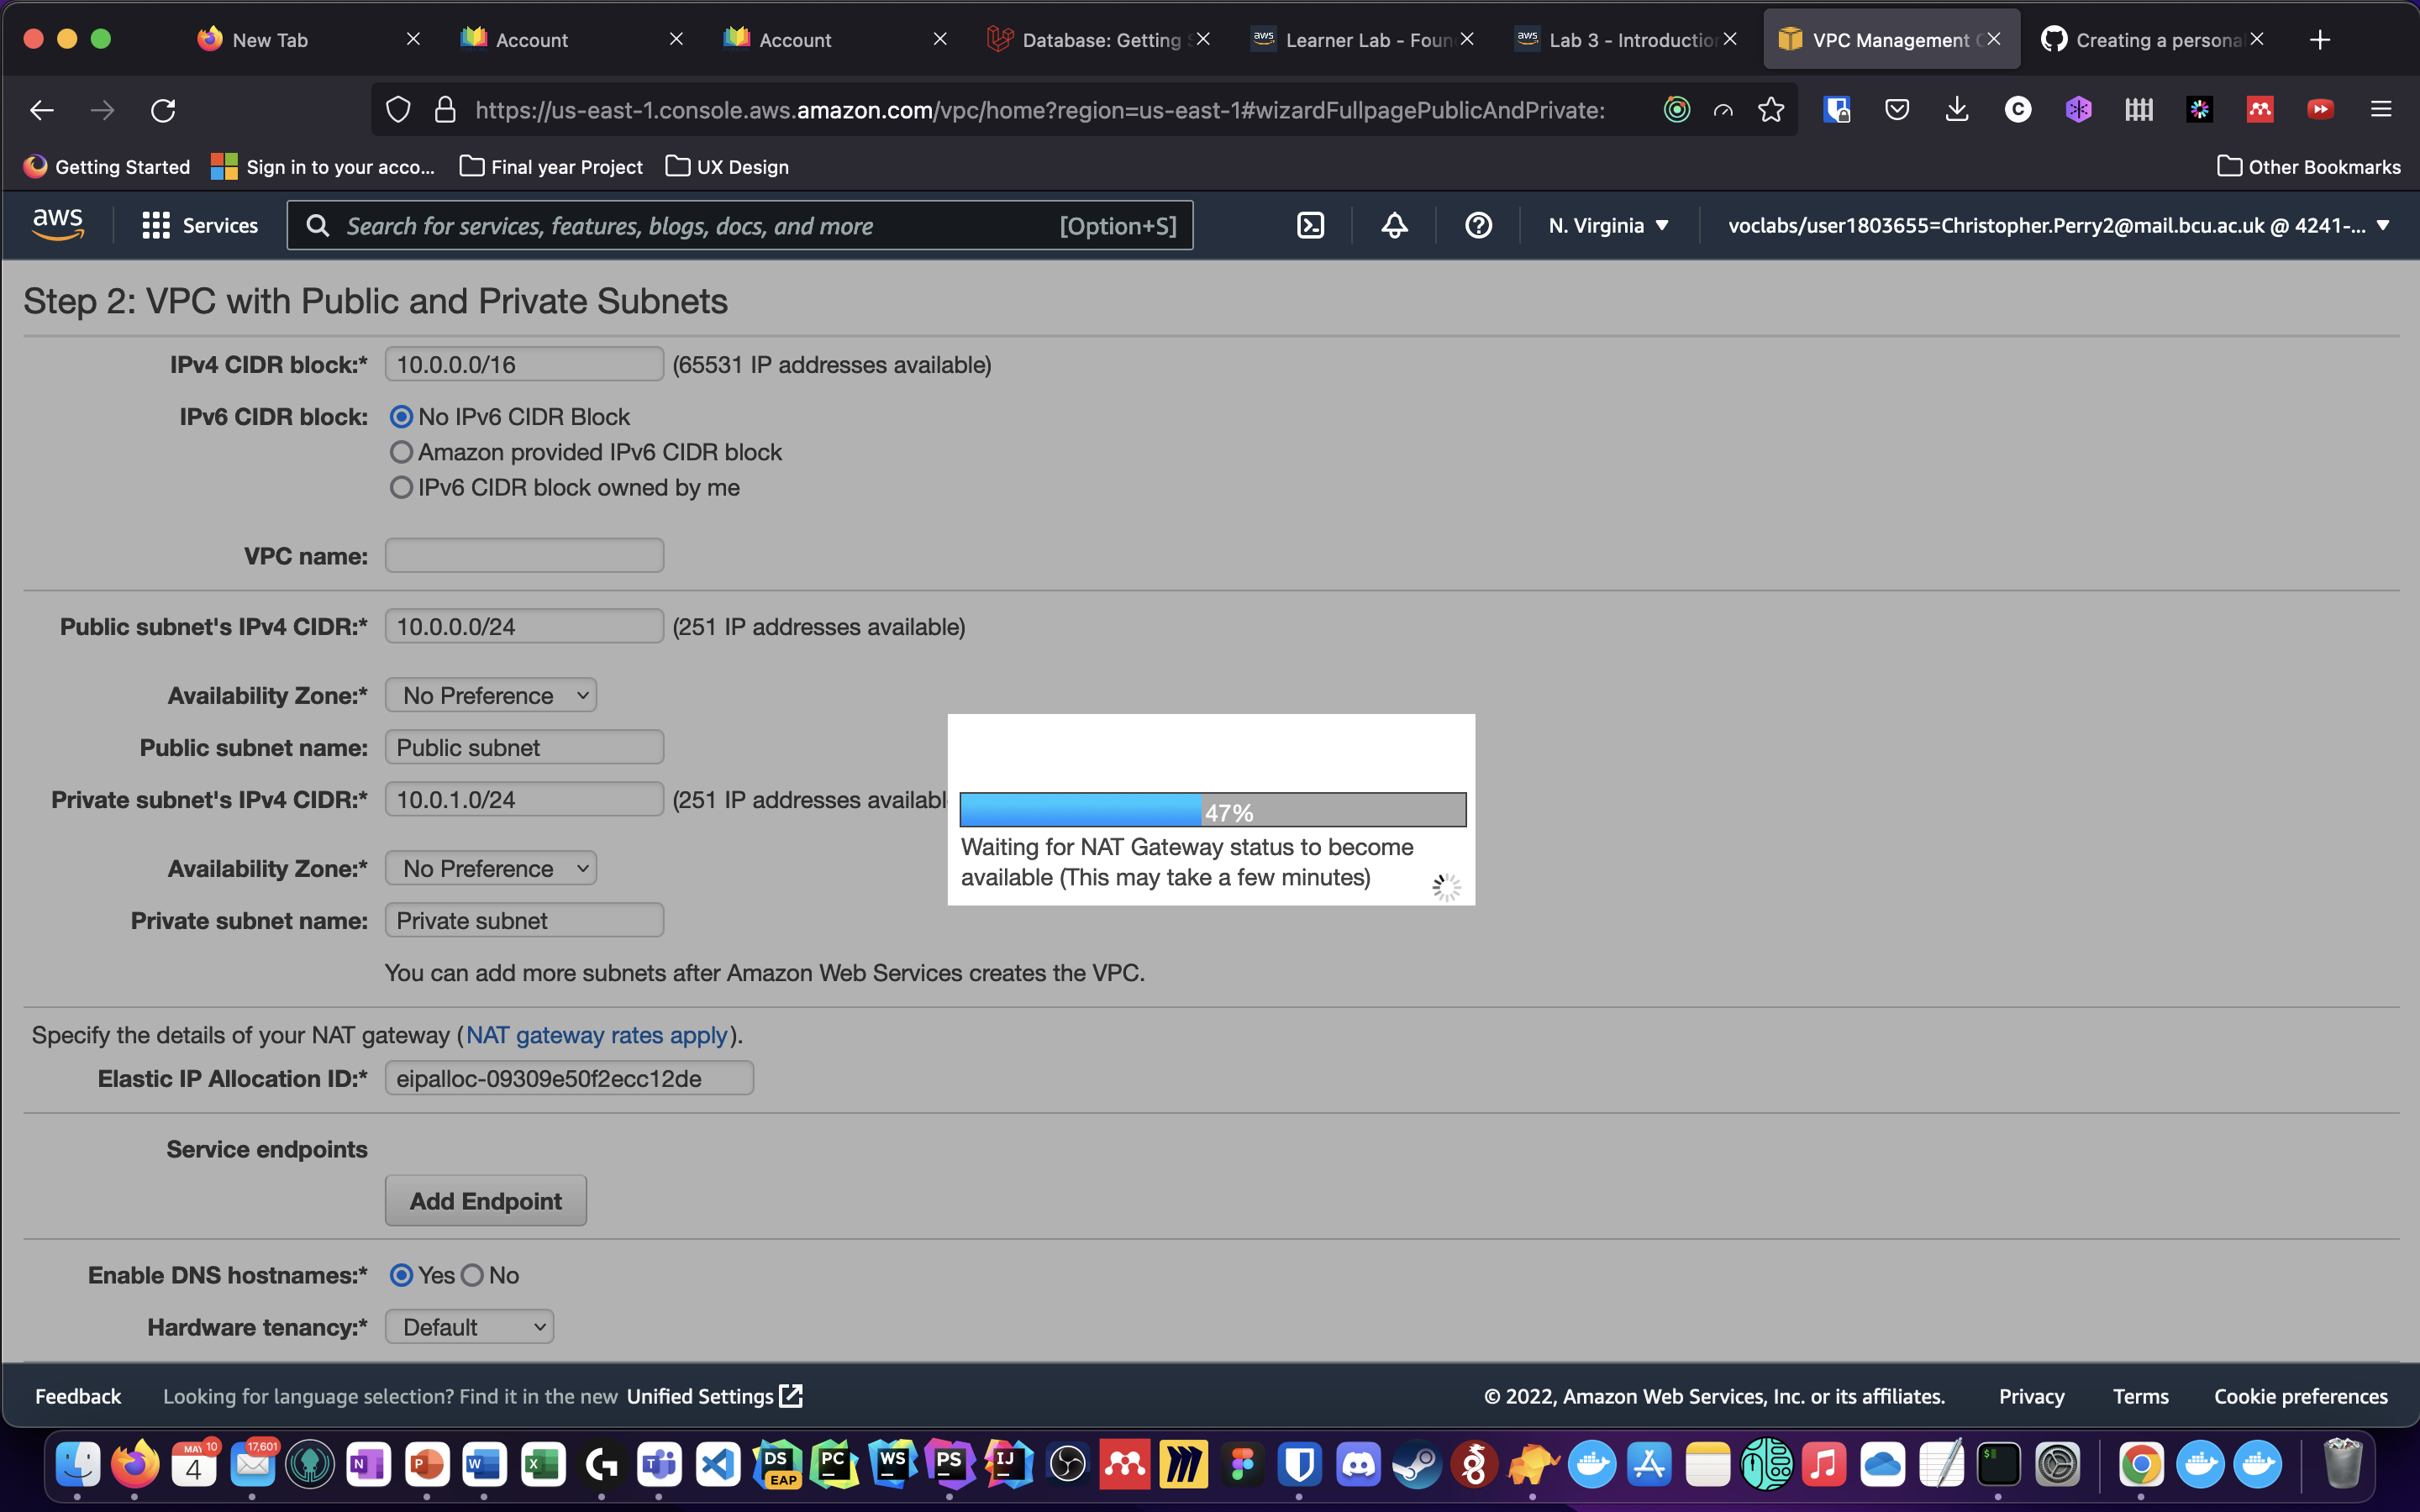 New Tab
Account
Account
Database: Getting S
Learner Lab - Foun
Lab 3 - Introduction
VPC Management C
Creating a persona
https://us-east-1.console.aws.amazon.com/vpc/home?region=us-east-1#wizardFullpagePublicAndPrivate:
Getting Started
Sign in to your acco...
Final year Project
UX Design
Other Bookmarks
aws
Services
Search for services, features, blogs, docs, and more
[Option+S]
N. Virginia
voclabs/user1803655=Christopher.Perry2@mail.bcu.ac.uk @ 4241-...
Step 2: VPC with Public and Private Subnets
IPv4 CIDR block:* 10.0.0.0/16 (65531 IP addresses available)
IPv6 CIDR block: No IPv6 CIDR Block
Amazon provided IPv6 CIDR block
IPv6 CIDR block owned by me
VPC name:
Public subnet's IPv4 CIDR:* 10.0.0.0/24 (251 IP addresses available)
Availability Zone:* No Preference
Public subnet name: Public subnet
Private subnet's IPv4 CIDR:* 10.0.1.0/24 (251 IP addresses availabl
47%
Waiting for NAT Gateway status to become
available (This may take a few minutes)
Availability Zone:* No Preference
Private subnet name: Private subnet
You can add more subnets after Amazon Web Services creates the VPC.
Specify the details of your NAT gateway (NAT gateway rates apply).
Elastic IP Allocation ID:* eipalloc-09309e50f2ecc12de
Service endpoints
Add Endpoint
Enable DNS hostnames:* Yes No
Hardware tenancy:* Default
Feedback
Looking for language selection? Find it in the new Unified Settings
© 2022, Amazon Web Services, Inc. or its affiliates.
Privacy
Terms
Cookie preferences
MAY 4
10
17,601
N
P
W
X
G
T
DS
EAP
PC
WS
PS
IJ
$